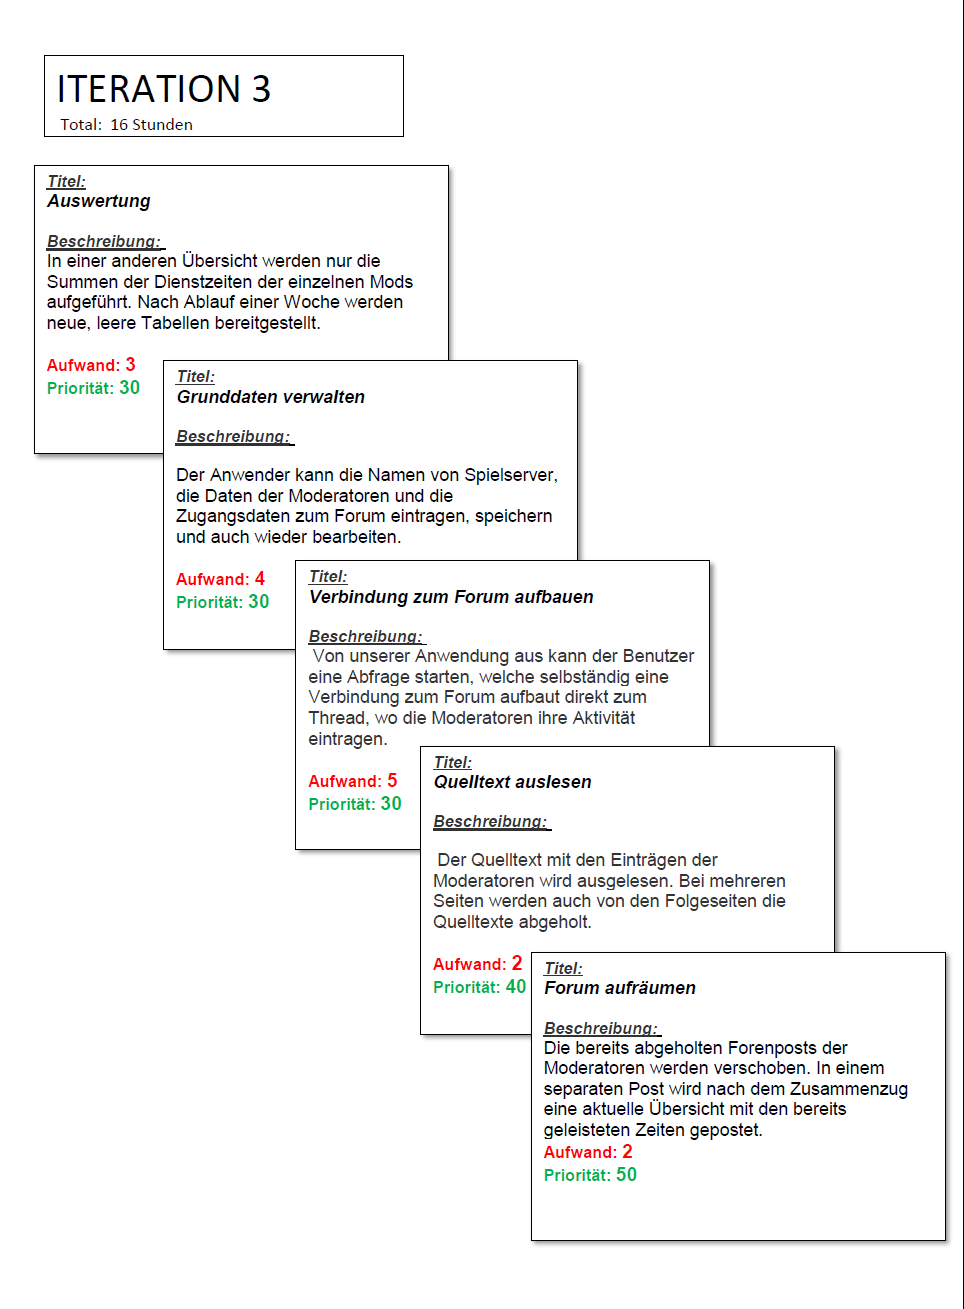 ITERATION 3
Total: 16 Stunden
Titel:
Auswertung
Beschreibung:
In einer anderen Übersicht werden nur die
Summen der Dienstzeiten der einzelnen Mods
aufgeführt. Nach Ablauf einer Woche werden
neue, leere Tabellen bereitgestellt.
Aufwand: 3
Priorität: 30
Titel:
Grunddaten verwalten
Beschreibung:
Der Anwender kann die Namen von Spielserver,
die Daten der Moderatoren und die
Zugangsdaten zum Forum eintragen, speichern
und auch wieder bearbeiten.
Aufwand: 4
Priorität: 30
Titel:
Verbindung zum Forum aufbauen
Beschreibung:
Von unserer Anwendung aus kann der Benutzer
eine Abfrage starten, welche selbständig eine
Verbindung zum Forum aufbaut direkt zum
Thread, wo die Moderatoren ihre Aktivität
eintragen.
Aufwand: 5
Priorität: 30
Titel:
Quelltext auslesen
Beschreibung:
Der Quelltext mit den Einträgen der
Moderatoren wird ausgelesen. Bei mehreren
Seiten werden auch von den Folgeseiten die
Quelltexte abgeholt.
Aufwand: 2
Priorität: 40
Titel:
Forum aufräumen
Beschreibung:
Die bereits abgeholten Forenposts der
Moderatoren werden verschoben. In einem
separaten Post wird nach dem Zusammenzug
eine aktuelle Übersicht mit den bereits
geleisteten Zeiten gepostet.
Aufwand: 2
Priorität: 50